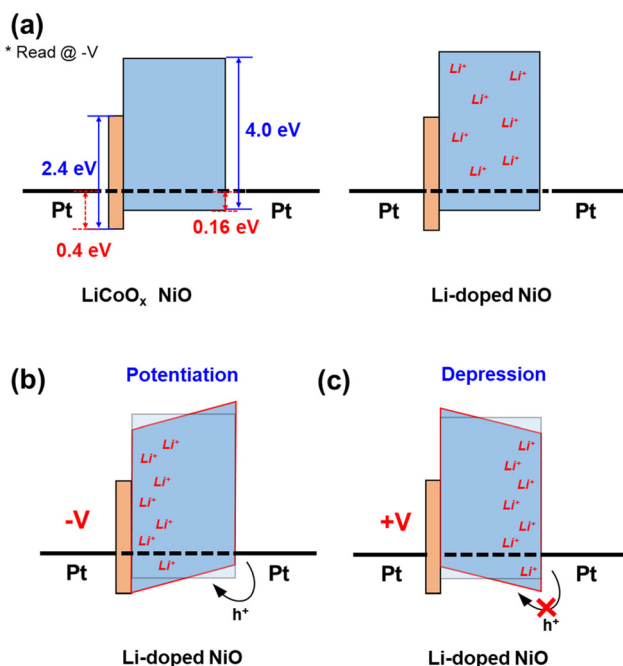 (a)
* Read @ -V
2.4 eV
4.0 eV
Pt
Pt
0.4 eV
0.16 eV
LiCoOₓ NiO
Li⁺
Li⁺
Li⁺
Li⁺
Li⁺
Li⁺
Li⁺
Pt
Pt
Li-doped NiO
(b)
Potentiation
Li⁺
Li⁺
Li⁺
Li⁺
Li⁺
Li⁺
-V
Pt
Pt
h⁺
Li-doped NiO
(c)
Depression
Li⁺
Li⁺
Li⁺
Li⁺
Li⁺
Li⁺
+V
Pt
Pt
h⁺
Li-doped NiO